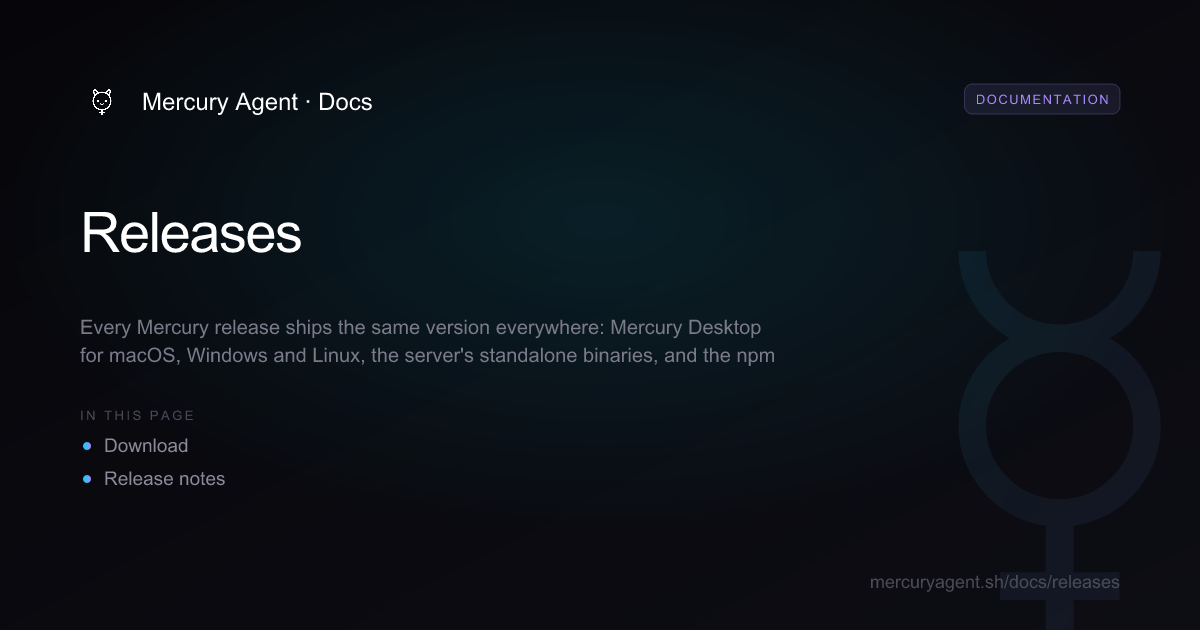 Mercury Agent · Docs
DOCUMENTATION
Releases
Every Mercury release ships the same version everywhere: Mercury Desktop
for macOS, Windows and Linux, the server's standalone binaries, and the npm
IN THIS PAGE
Download
Release notes
mercuryagent.sh/docs/releases